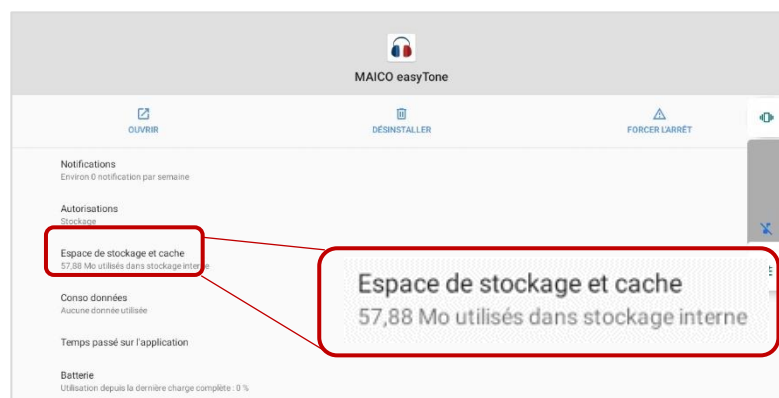 MAICO easyTone
OUVRIR
DÉSINSTALLER
FORCER L'ARRÊT
Notifications
Environ 0 notification par semaine
Autorisations
Stockage
Espace de stockage et cache
57,88 Mo utilisés dans stockage interne
Espace de stockage et cache
57,88 Mo utilisés dans stockage interne
Conso données
Aucune donnée utilisée
Temps passé sur l'application
Batterie
Utilisation depuis la dernière charge complète : 0 %